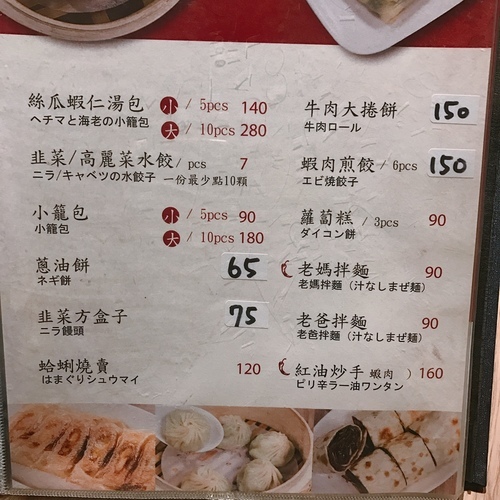 絲瓜蝦仁湯包 小 / 5pcs 140
ヘチマと海老の小籠包 大 / 10pcs 280
韭菜/高麗菜水餃 / pcs 7
ニラ/キャベツの水餃子 一份最少點10顆
小籠包 小 / 5pcs 90
小籠包 大 / 10pcs 180
蔥油餅 65
ネギ餅
韭菜方盒子 75
ニラ饅頭
蛤蜊燒賣 120
はまぐりシュウマイ
牛肉大捲餅 150
牛肉ロール
蝦肉煎餃 / 6pcs 150
エビ焼餃子
蘿蔔糕 / 3pcs 90
ダイコン餅
老媽拌麵 90
老媽拌麵（汁なしまぜ麺）
老爸拌麵 90
老爸拌麵（汁なしまぜ麺）
紅油炒手 蝦肉 ) 160
ピリ辛ラー油ワンタン